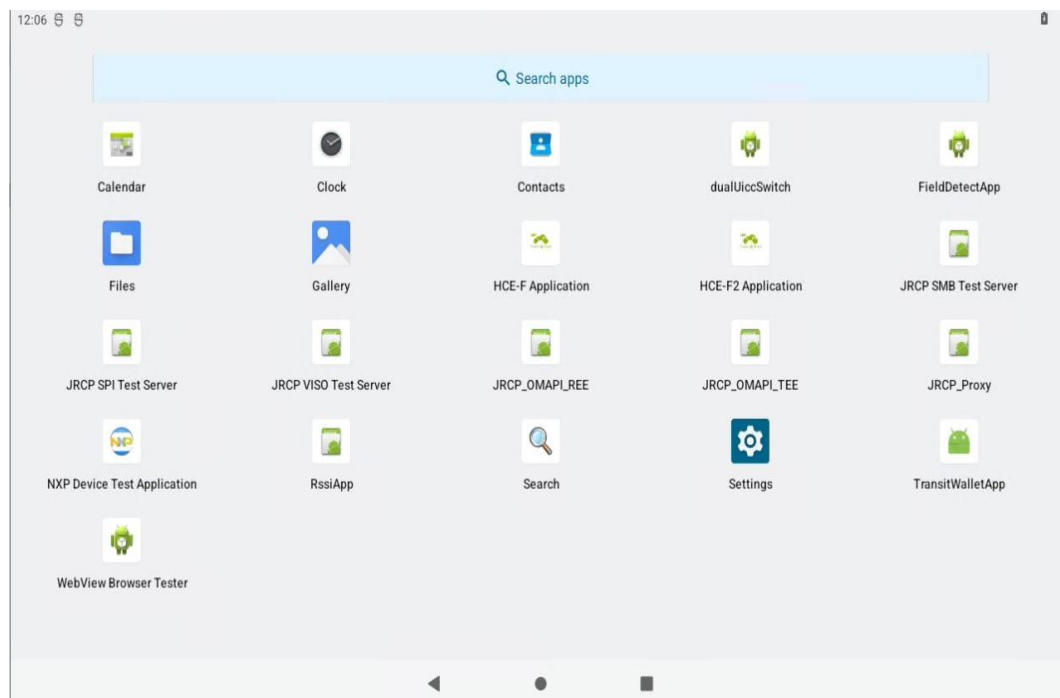 12:06
Search apps
Calendar
Clock
Contacts
dualUiccSwitch
FieldDetectApp
Files
Gallery
HCE-F Application
HCE-F2 Application
JRCP SMB Test Server
JRCP SPI Test Server
JRCP VISO Test Server
JRCP_OMAPI_REE
JRCP_OMAPI_TEE
JRCP_Proxy
NXP
NXP Device Test Application
RssiApp
Search
Settings
TransitWalletApp
WebView Browser Tester